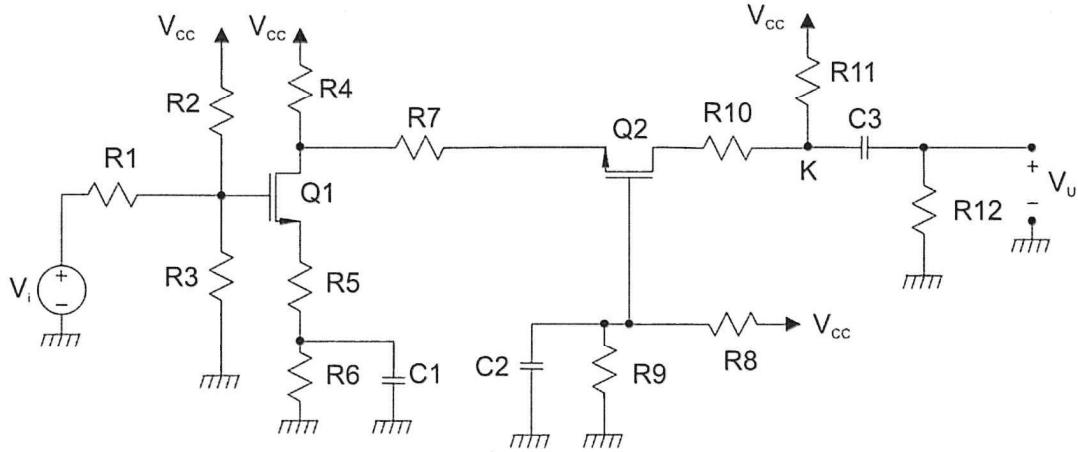 Vcc
Vcc
Vcc
R4
R11
R2
R7
Q2
R10
C3
R1
K
Q1
+
Vu
R12
−
R3
Vi
+
−
R5
Vcc
R6
C1
C2
R9
R8